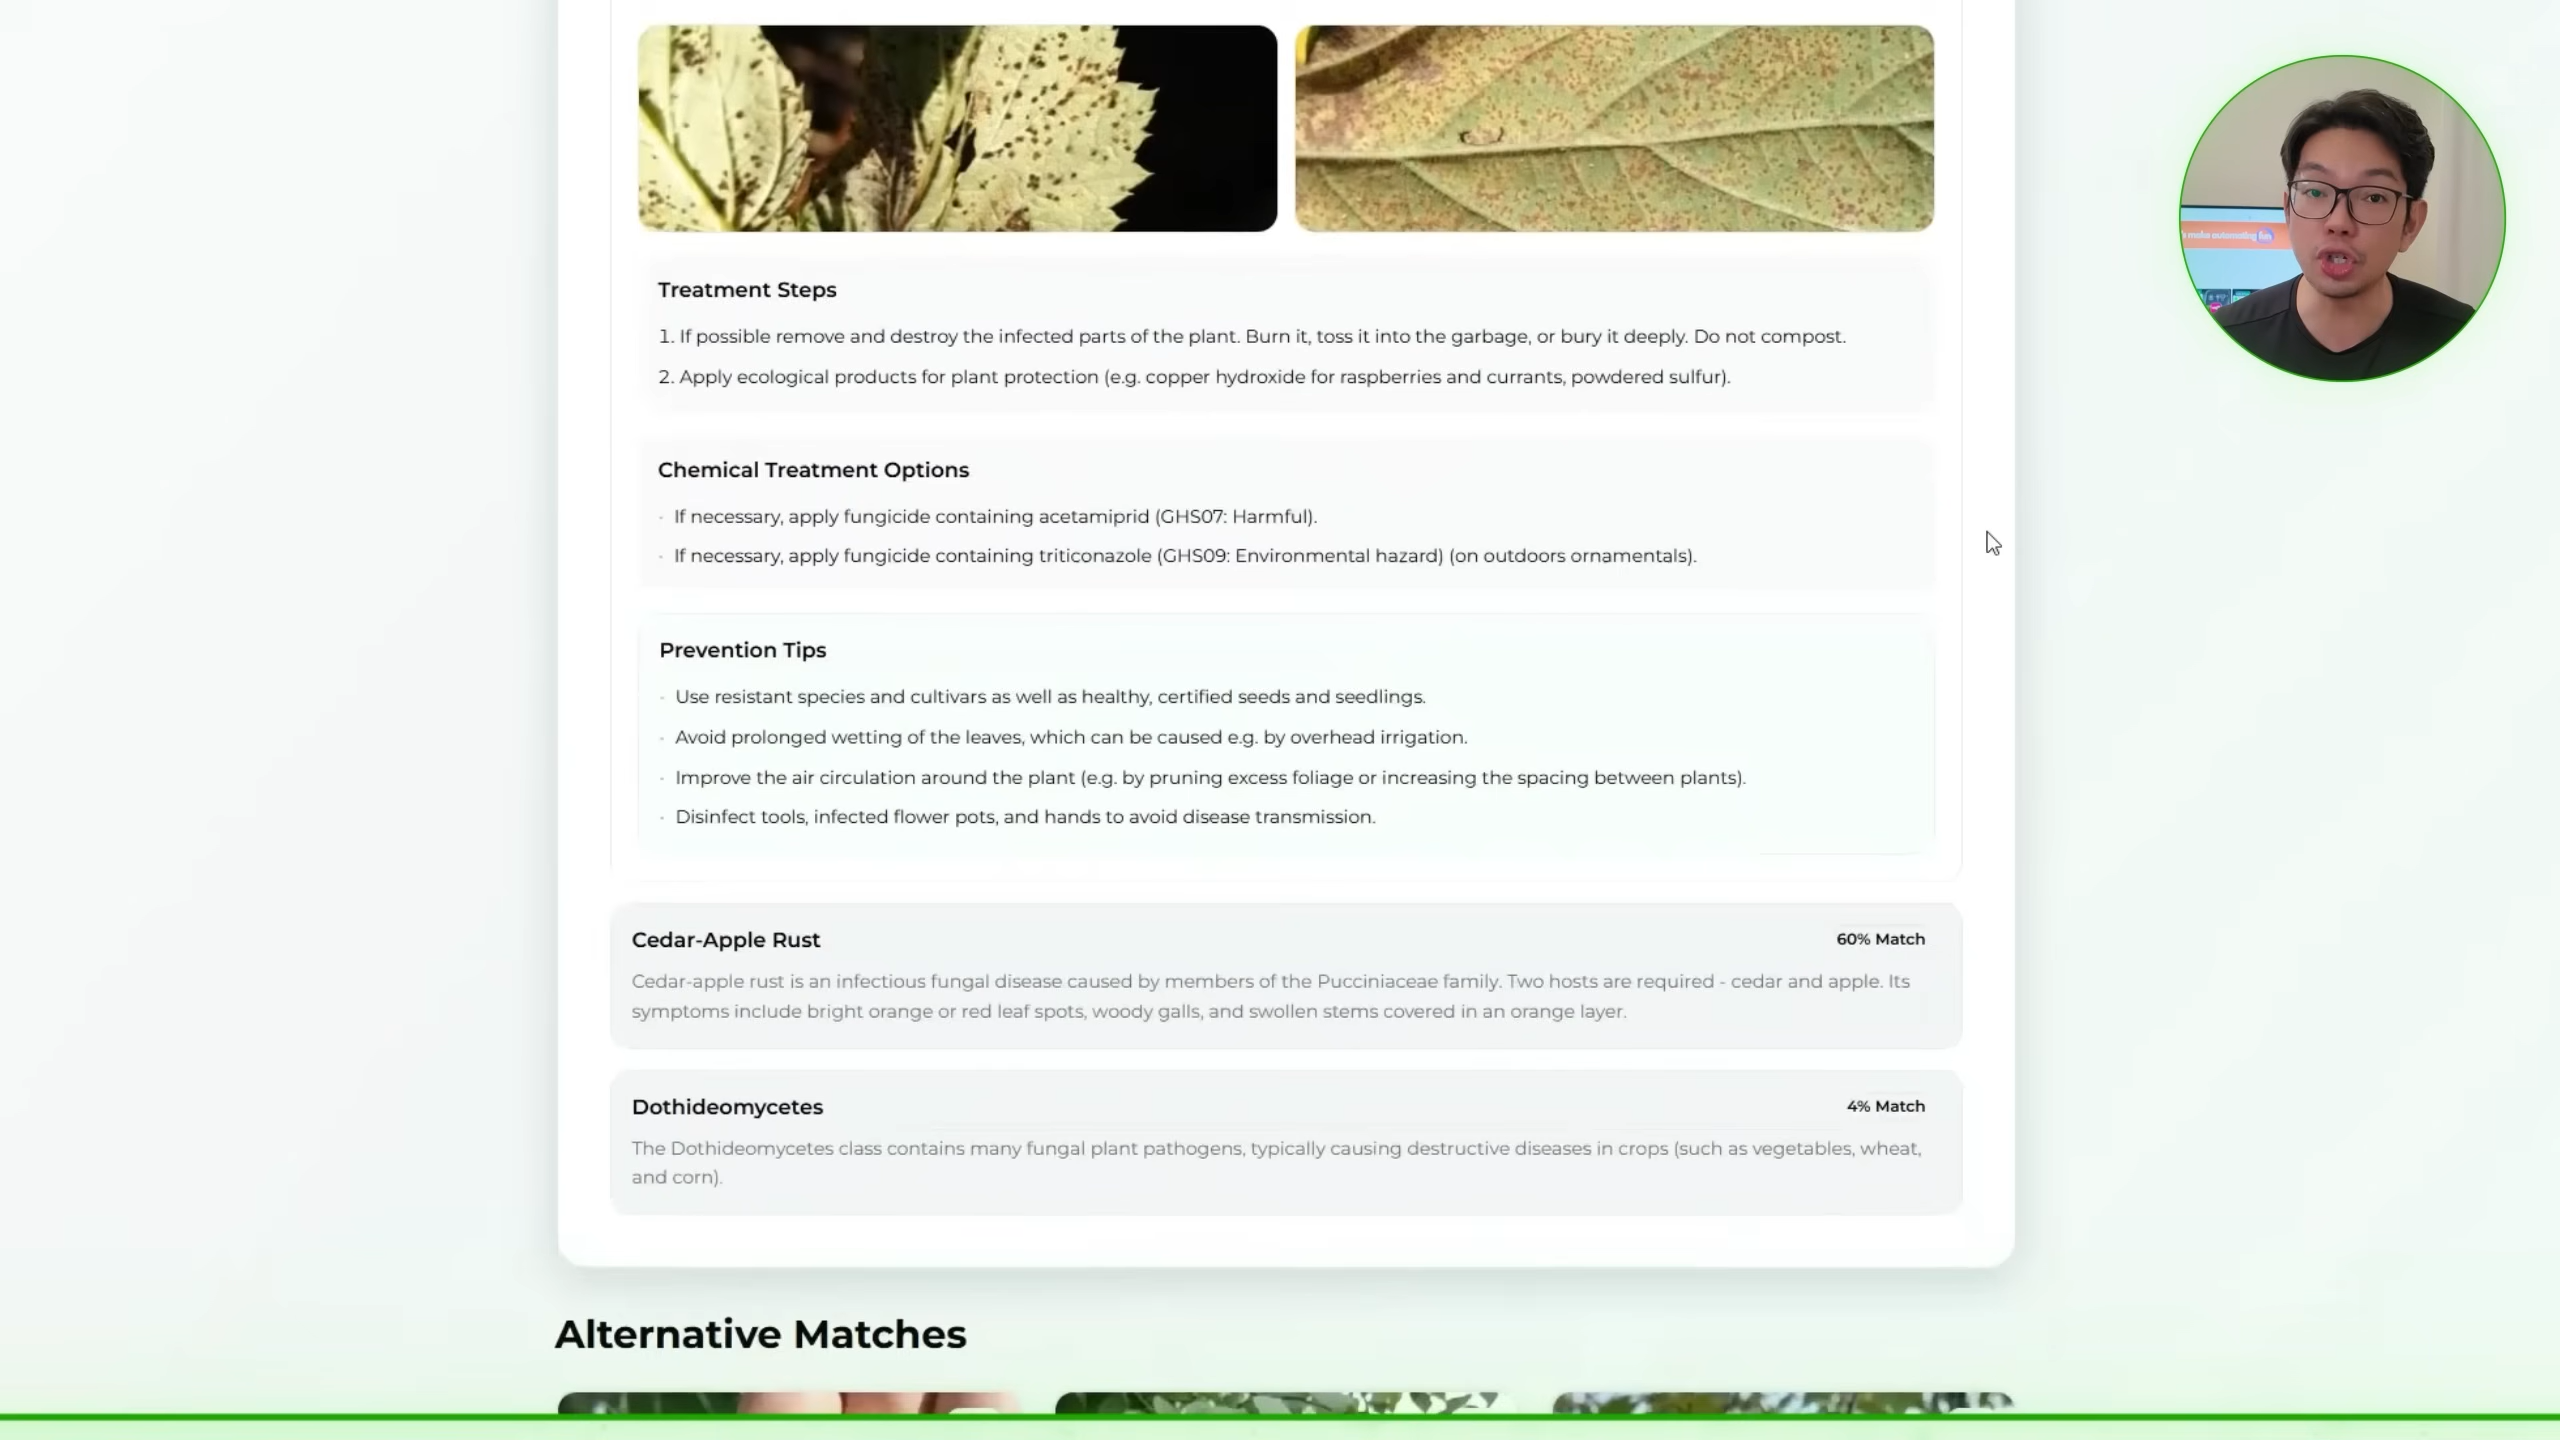 Treatment Steps
1. If possible remove and destroy the infected parts of the plant. Burn it, toss it into the garbage, or bury it deeply. Do not compost.
2. Apply ecological products for plant protection (e.g. copper hydroxide for raspberries and currants, powdered sulfur).
Chemical Treatment Options
· If necessary, apply fungicide containing acetamiprid (GHS07: Harmful).
· If necessary, apply fungicide containing triticonazole (GHS09: Environmental hazard) (on outdoors ornamentals).
Prevention Tips
· Use resistant species and cultivars as well as healthy, certified seeds and seedlings.
· Avoid prolonged wetting of the leaves, which can be caused e.g. by overhead irrigation.
· Improve the air circulation around the plant (e.g. by pruning excess foliage or increasing the spacing between plants).
· Disinfect tools, infected flower pots, and hands to avoid disease transmission.
Cedar-Apple Rust
60% Match
Cedar-apple rust is an infectious fungal disease caused by members of the Pucciniaceae family. Two hosts are required - cedar and apple. Its
symptoms include bright orange or red leaf spots, woody galls, and swollen stems covered in an orange layer.
Dothideomycetes
4% Match
The Dothideomycetes class contains many fungal plant pathogens, typically causing destructive diseases in crops (such as vegetables, wheat,
and corn).
Alternative Matches
make automating fun